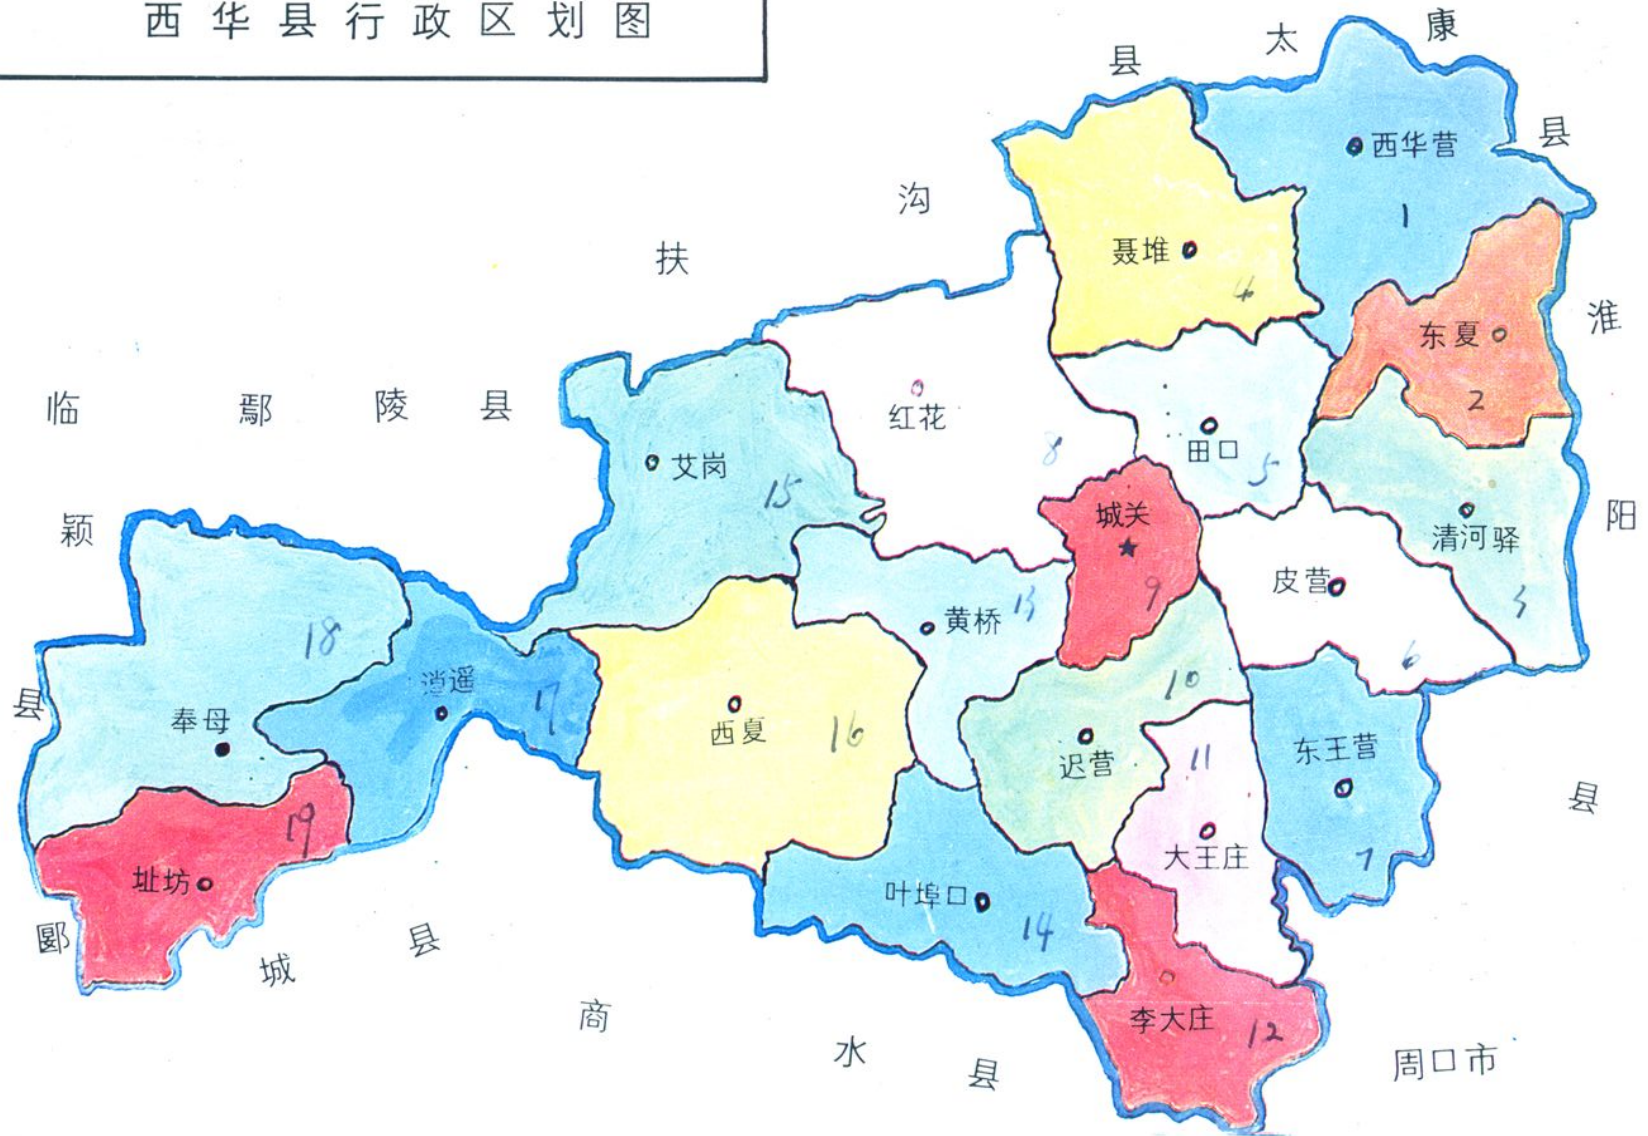 西华县行政区划图
县 太 康
县
西华营
1
沟
聂堆
4
扶
淮
东夏
2
临 鄢 陵 县
红花
8
田口
5
艾岗
15
城关
9
清河驿
3
颍
阳
皮营
6
黄桥
13
10
18
逍遥
17
县
奉母
西夏
16
迟营
11
东王营
7
县
19
址坊
大王庄
叶埠口
14
郾 城 县
李大庄
12
商 水 县
周口市